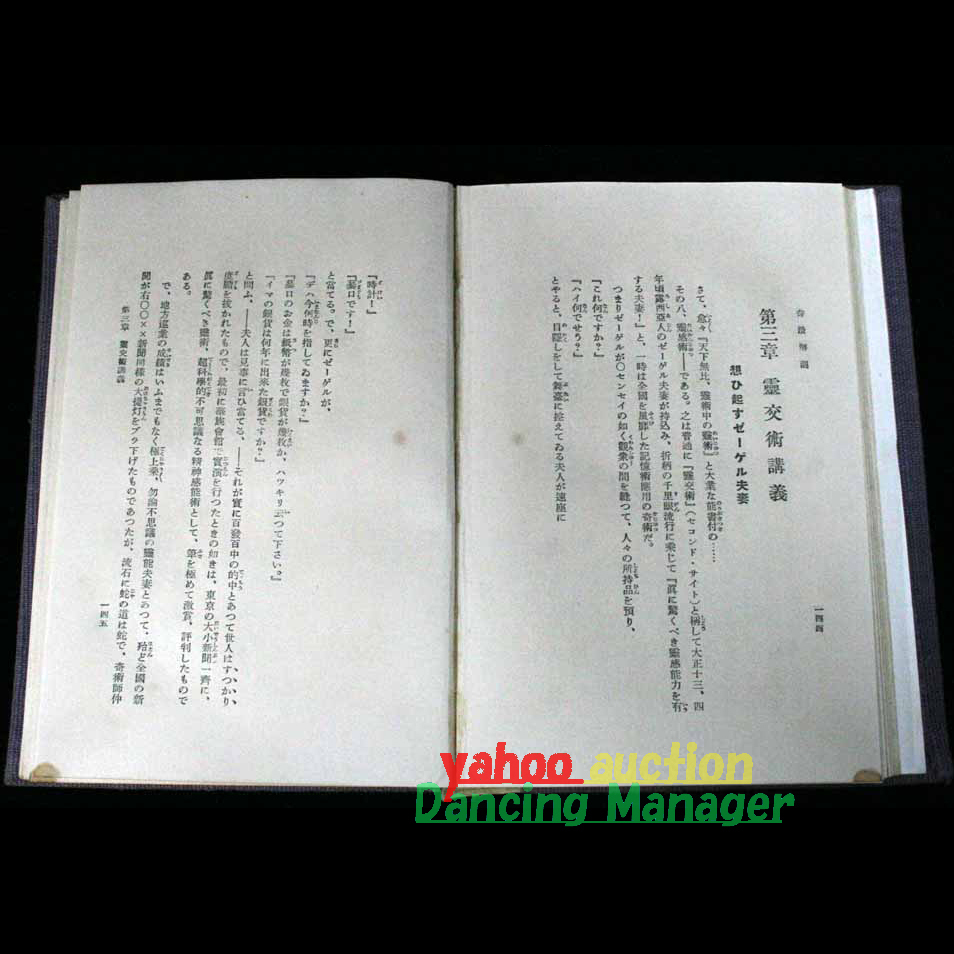 第三章 靈交術講義
想ひ起すゼーゲル夫妻
さて、愈々『天下無比、靈術中の靈術』と大業な能書付の……
その八、靈感術――である。之は普通に『靈交術』(セコンド・サイト)と稱して大正十三、四
年頃露西亞人のゼーゲル夫妻が持込み、折柄の千里眼流行に乘じて『眞に驚くべき靈感能力を有
する夫妻!』と、一時は全國を風靡した記憶術應用の奇術だ。
つまりゼーゲルが〇センセイの如く觀衆の間を縫つて、人々の所持品を預り、
『これ何ですか?』
『ハイ何でせう?』
とやると、目隱しをして舞臺に控えてゐる夫人が遠座に
一四四
『時計!』
『蟇口です!』
と當てる。で、更にゼーゲルが、
『デハ今何時を指してゐますか?』
『蟇口のお金は紙幣が幾枚で銀貨が幾枚か、ハツキリ云つて下さい。』
『イマの銀貨は何年に出來た銀貨ですか?』
と問ふ、――夫人は見事に言ひ當てる、――それが實に百發百中の的中とあつて世人はすつかり、
度膽を拔かれたもので、最初に華族會館で實演を行つたときの如きは、東京の大小新聞一齊に、
眞に驚くべき靈術、超科學的不可思議なる精神感能術として、筆を極めて激賞、評判したもので
ある。
で、地方巡業の成績はいふまでもなく極上乘、勿論不思議の靈能夫妻とあつて、殆ど全國の新
聞が右〇〇××新聞同樣の大提灯をブラ下げたものであつたが、流石に蛇の道は蛇で、奇術師仲
第三章 靈交術講義
一四五
yahoo auction
Dancing Manager